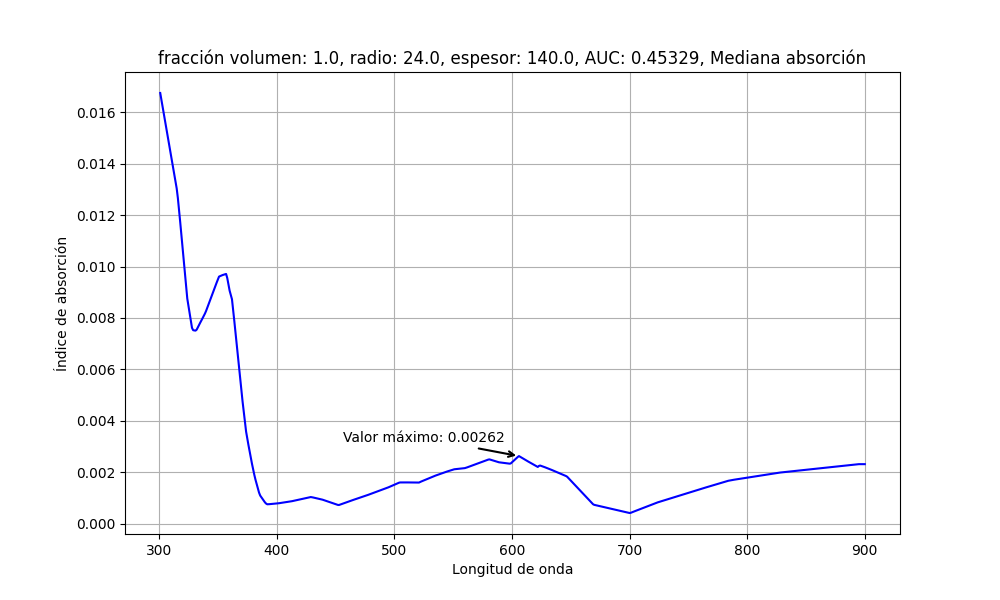 fracción volumen: 1.0, radio: 24.0, espesor: 140.0, AUC: 0.45329, Mediana absorción
Índice de absorción
0.016
0.014
0.012
0.010
0.008
0.006
0.004
0.002
0.000
Valor máximo: 0.00262
300 400 500 600 700 800 900
Longitud de onda